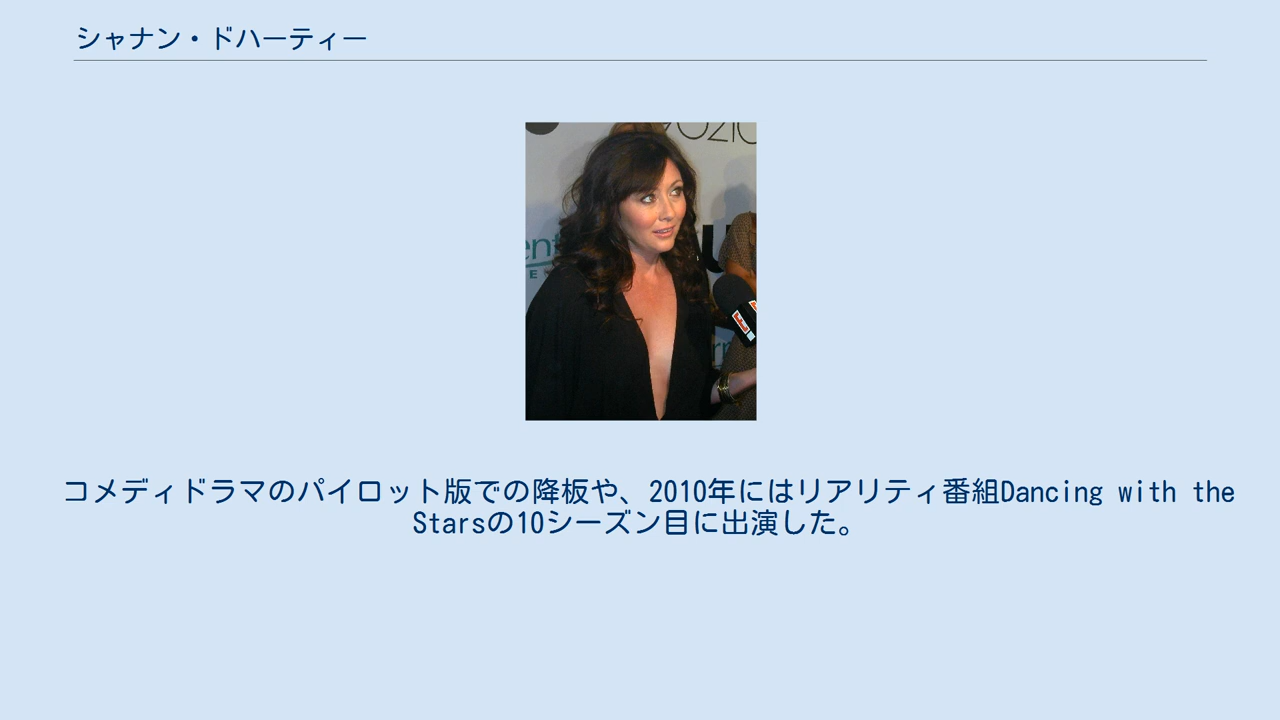 シャナン・ドハーティー
コメディドラマのパイロット版での降板や、2010年にはリアリティ番組Dancing with the
Starsの10シーズン目に出演した。